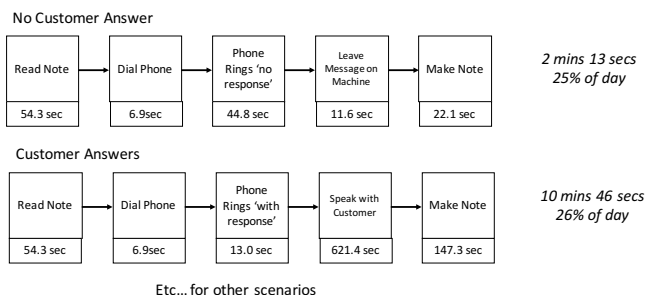 No Customer Answer
Read Note
Dial Phone
Phone
Rings 'no
response'
Leave
Message on
Machine
Make Note
54.3 sec
6.9sec
44.8 sec
11.6 sec
22.1 sec
2 mins 13 secs
25% of day
Customer Answers
Read Note
Dial Phone
Phone
Rings 'with
response'
Speak with
Customer
Make Note
54.3 sec
6.9sec
13.0 sec
621.4 sec
147.3 sec
10 mins 46 secs
26% of day
Etc... for other scenarios